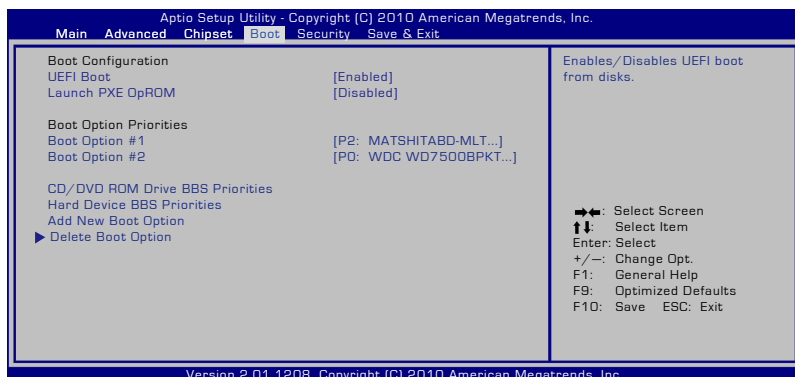 Aptio Setup Utility - Copyright (C) 2010 American Megatrends, Inc.
Main Advanced Chipset Boot Security Save & Exit
Boot Configuration
UEFI Boot [Enabled]
Launch PXE OpROM [Disabled]
Boot Option Priorities
Boot Option #1 [P2: MATSHITABD-MLT...]
Boot Option #2 [P0: WDC WD7500BPKT...]
CD/DVD ROM Drive BBS Priorities
Hard Device BBS Priorities
Add New Boot Option
Delete Boot Option
Enables/Disables UEFI boot
from disks.
→←: Select Screen
↑↓: Select Item
Enter: Select
+/—: Change Opt.
F1: General Help
F9: Optimized Defaults
F10: Save ESC: Exit
Version 2.01.1208. Copyright (C) 2010 American Megatrends, Inc.